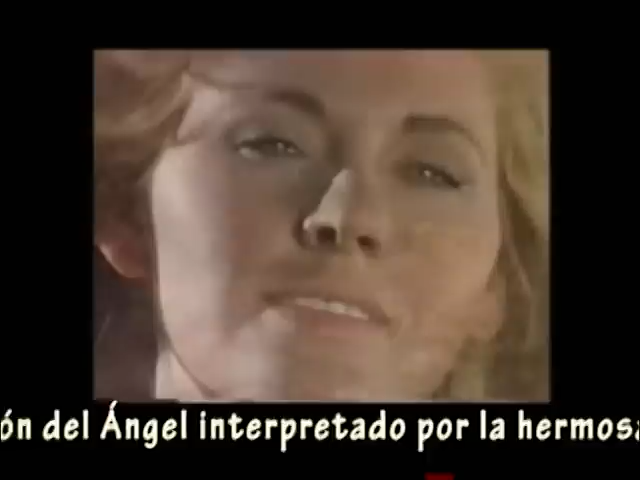 ón del Ángel interpretado por la hermosa